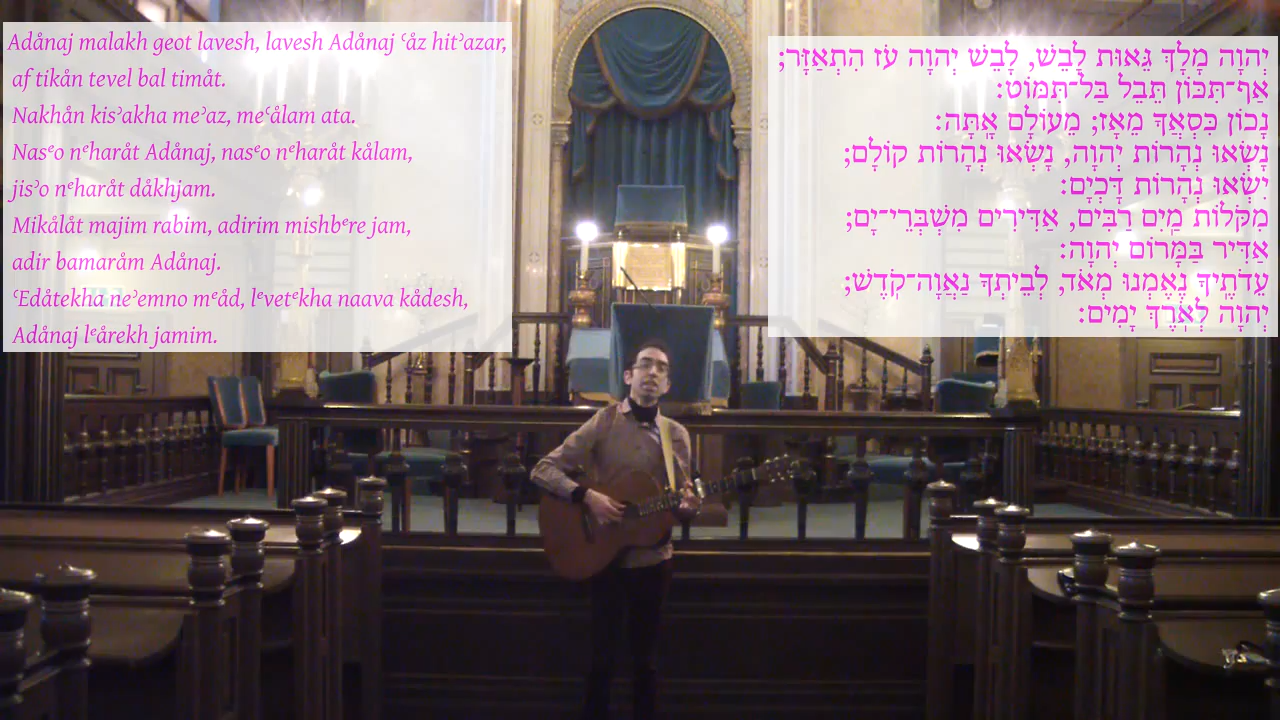 Adånaj malakh geot lavesh, lavesh Adånaj ʿåz hitʾazar,
af tikån tevel bal timåt.
Nakhån kisʾakha meʾaz, meʿålam ata.
Nasᵉo nᵉharåt Adånaj, nasᵉo nᵉharåt kålam,
jisʾo nᵉharåt dåkhjam.
Mikålåt majim rabim, adirim mishbᵉre jam,
adir bamaråm Adånaj.
ʿEdåtekha neʾemno mᵉåd, lᵉvetᵉkha naava kådesh,
Adånaj lᵉårekh jamim.
יְהוָה מָלָךְ גֵּאוּת לָבֵשׁ, לָבֵשׁ יְהוָה עֹז הִתְאַזָּר;
אַף־תִּכּוֹן תֵּבֵל בַּל־תִּמּוֹט:
נָכוֹן כִּסְאֲךָ מֵאָז; מֵעוֹלָם אָתָּה:
נָשְׂאוּ נְהָרוֹת יְהוָה, נָשְׂאוּ נְהָרוֹת קוֹלָם;
יִשְׂאוּ נְהָרוֹת דָּכְיָם:
מִקֹּלוֹת מַיִם רַבִּים, אַדִּירִים מִשְׁבְּרֵי־יָם;
אַדִּיר בַּמָּרוֹם יְהוָה:
עֵדֹתֶיךָ נֶאֶמְנוּ מְאֹד, לְבֵיתְךָ נַאֲוָה־קֹדֶשׁ;
יְהוָה לְאֹרֶךְ יָמִים: